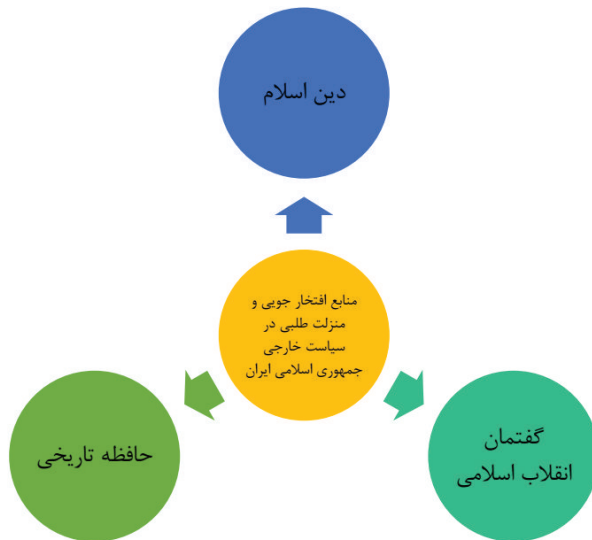 دین اسلام
منابع افتخار جویی و
منزلت طلبی در
سیاست خارجی
جمهوری اسلامی ایران
گفتمان
انقلاب اسلامی
حافظه تاریخی